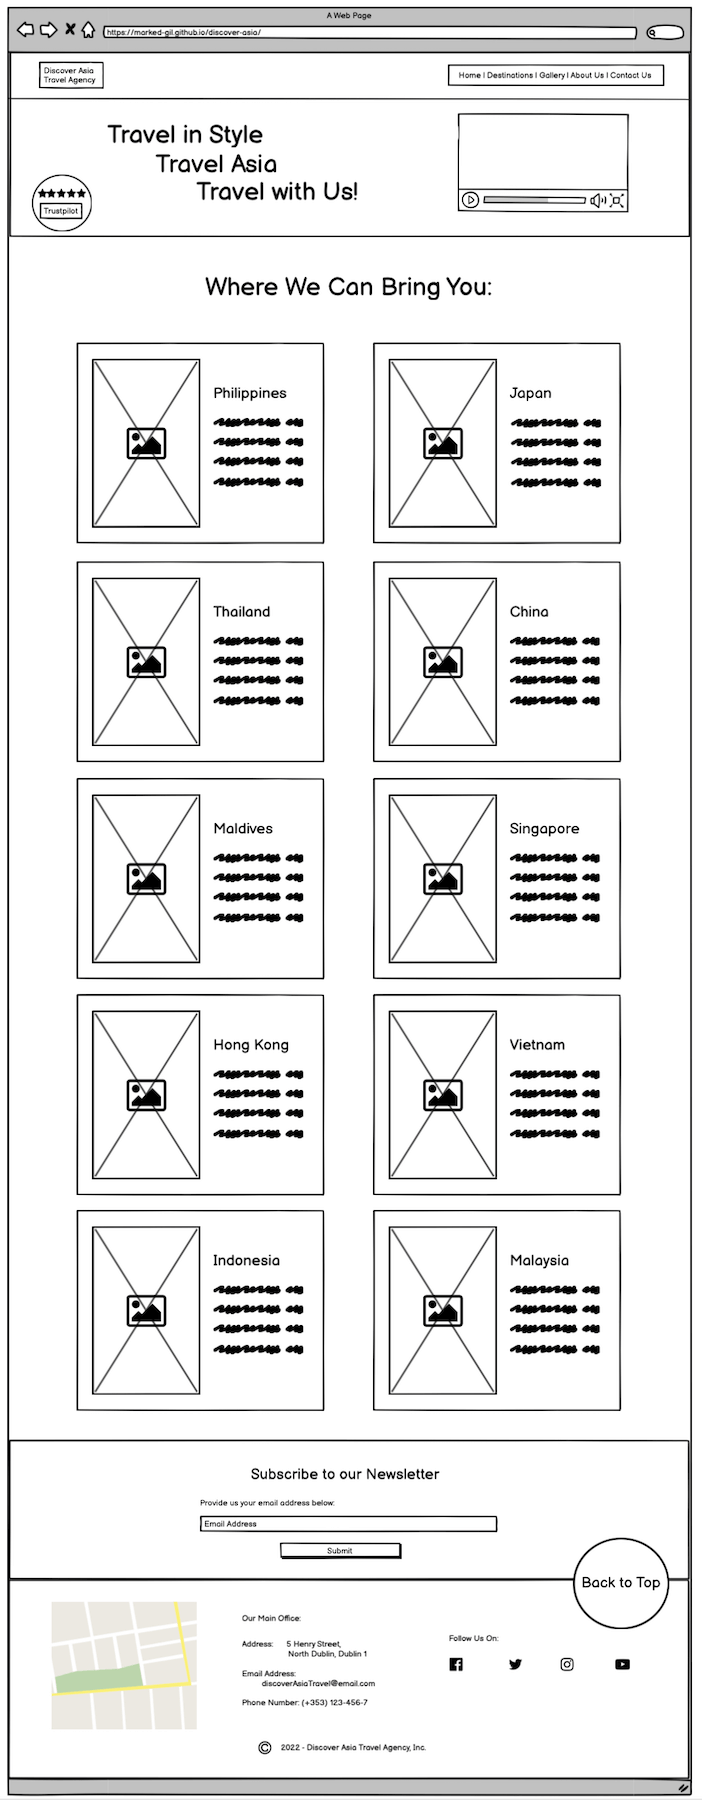 A Web Page
https://marked-gil.github.io/discover-asia/
Discover Asia
Travel Agency
Home | Destinations | Gallery | About Us | Contact Us
Travel in Style
Travel Asia
Travel with Us!
Trustpilot
Where We Can Bring You:
Philippines
Japan
Thailand
China
Maldives
Singapore
Hong Kong
Vietnam
Indonesia
Malaysia
Subscribe to our Newsletter
Provide us your email address below:
Email Address
Submit
Back to Top
Our Main Office:
Address: 5 Henry Street,
North Dublin, Dublin 1
Email Address:
discoverAsiaTravel@email.com
Phone Number: (+353) 123-456-7
Follow Us On:
© 2022 - Discover Asia Travel Agency, Inc.